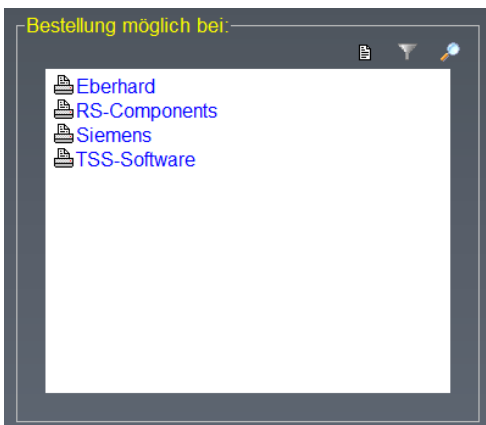 Bestellung möglich bei:
Eberhard
RS-Components
Siemens
TSS-Software